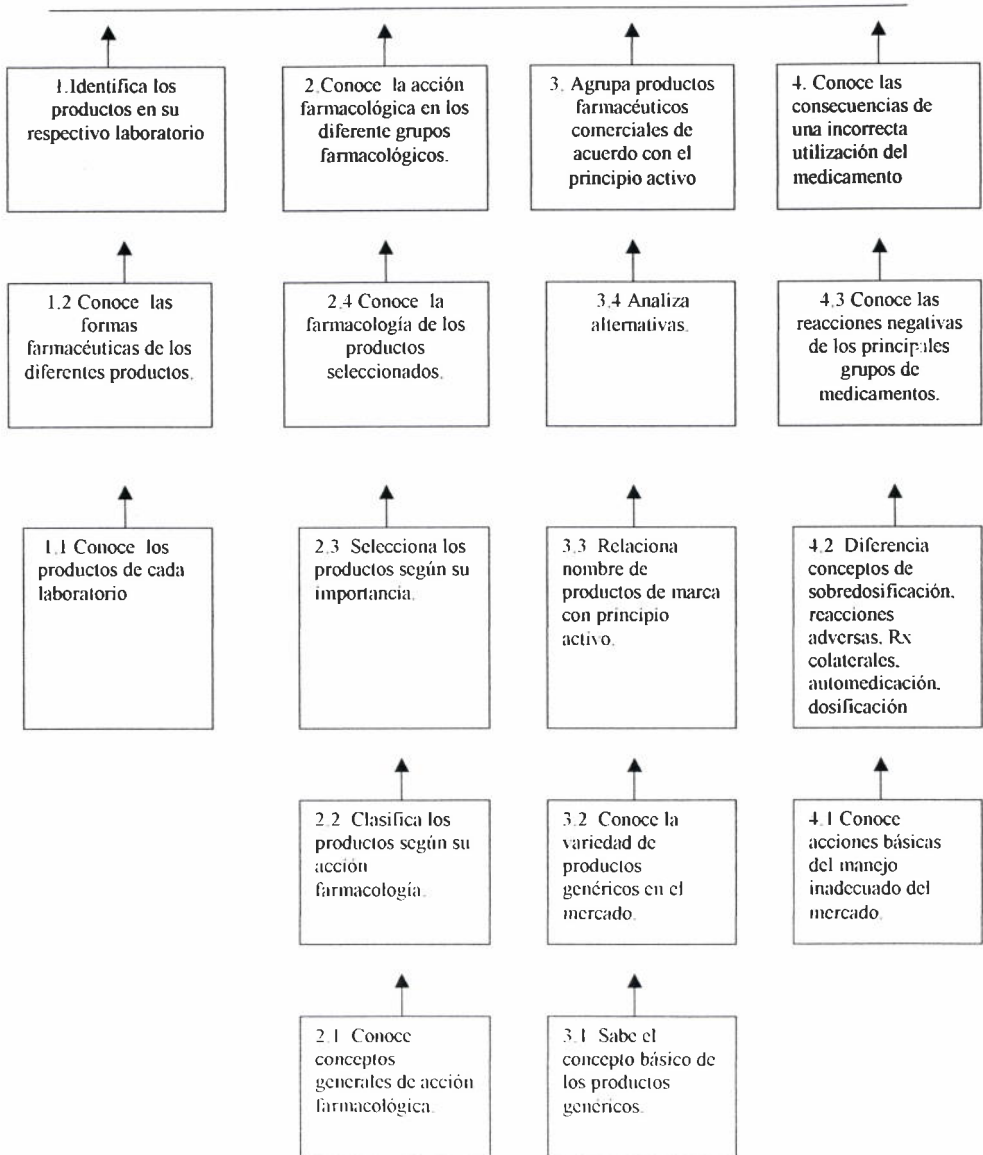 1.Identifica los
productos en su
respectivo laboratorio
2.Conoce la acción
farmacológica en los
diferente grupos
farmacológicos.
3. Agrupa productos
farmacéuticos
comerciales de
acuerdo con el
principio activo
4. Conoce las
consecuencias de
una incorrecta
utilización del
medicamento
1.2 Conoce las
formas
farmacéuticas de los
diferentes productos.
2.4 Conoce la
farmacología de los
productos
seleccionados.
3.4 Analiza
alternativas.
4.3 Conoce las
reacciones negativas
de los principales
grupos de
medicamentos.
1.1 Conoce los
productos de cada
laboratorio
2.3 Selecciona los
productos según su
importancia.
3.3 Relaciona
nombre de
productos de marca
con principio
activo.
4.2 Diferencia
conceptos de
sobredosificación,
reacciones
adversas, Rx
colaterales,
automedicación,
dosificación
2.2 Clasifica los
productos según su
acción
farmacología.
3.2 Conoce la
variedad de
productos
genéricos en el
mercado.
4.1 Conoce
acciones básicas
del manejo
inadecuado del
mercado.
2.1 Conoce
conceptos
generales de acción
farmacológica.
3.1 Sabe el
concepto básico de
los productos
genéricos.